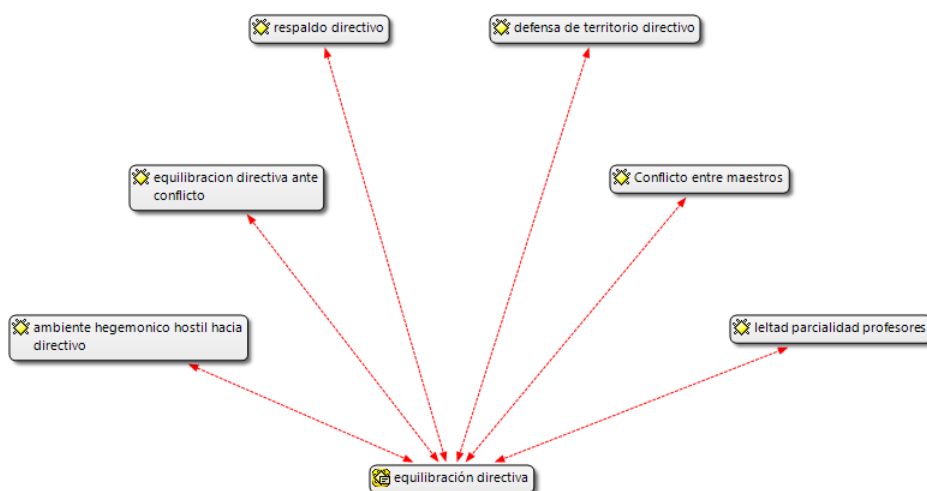 respaldo directivo
defensa de territorio directivo
equilibracion directiva ante
conflicto
Conflicto entre maestros
ambiente hegemonico hostil hacia
directivo
leltad parcialidad profesores
equilibración directiva